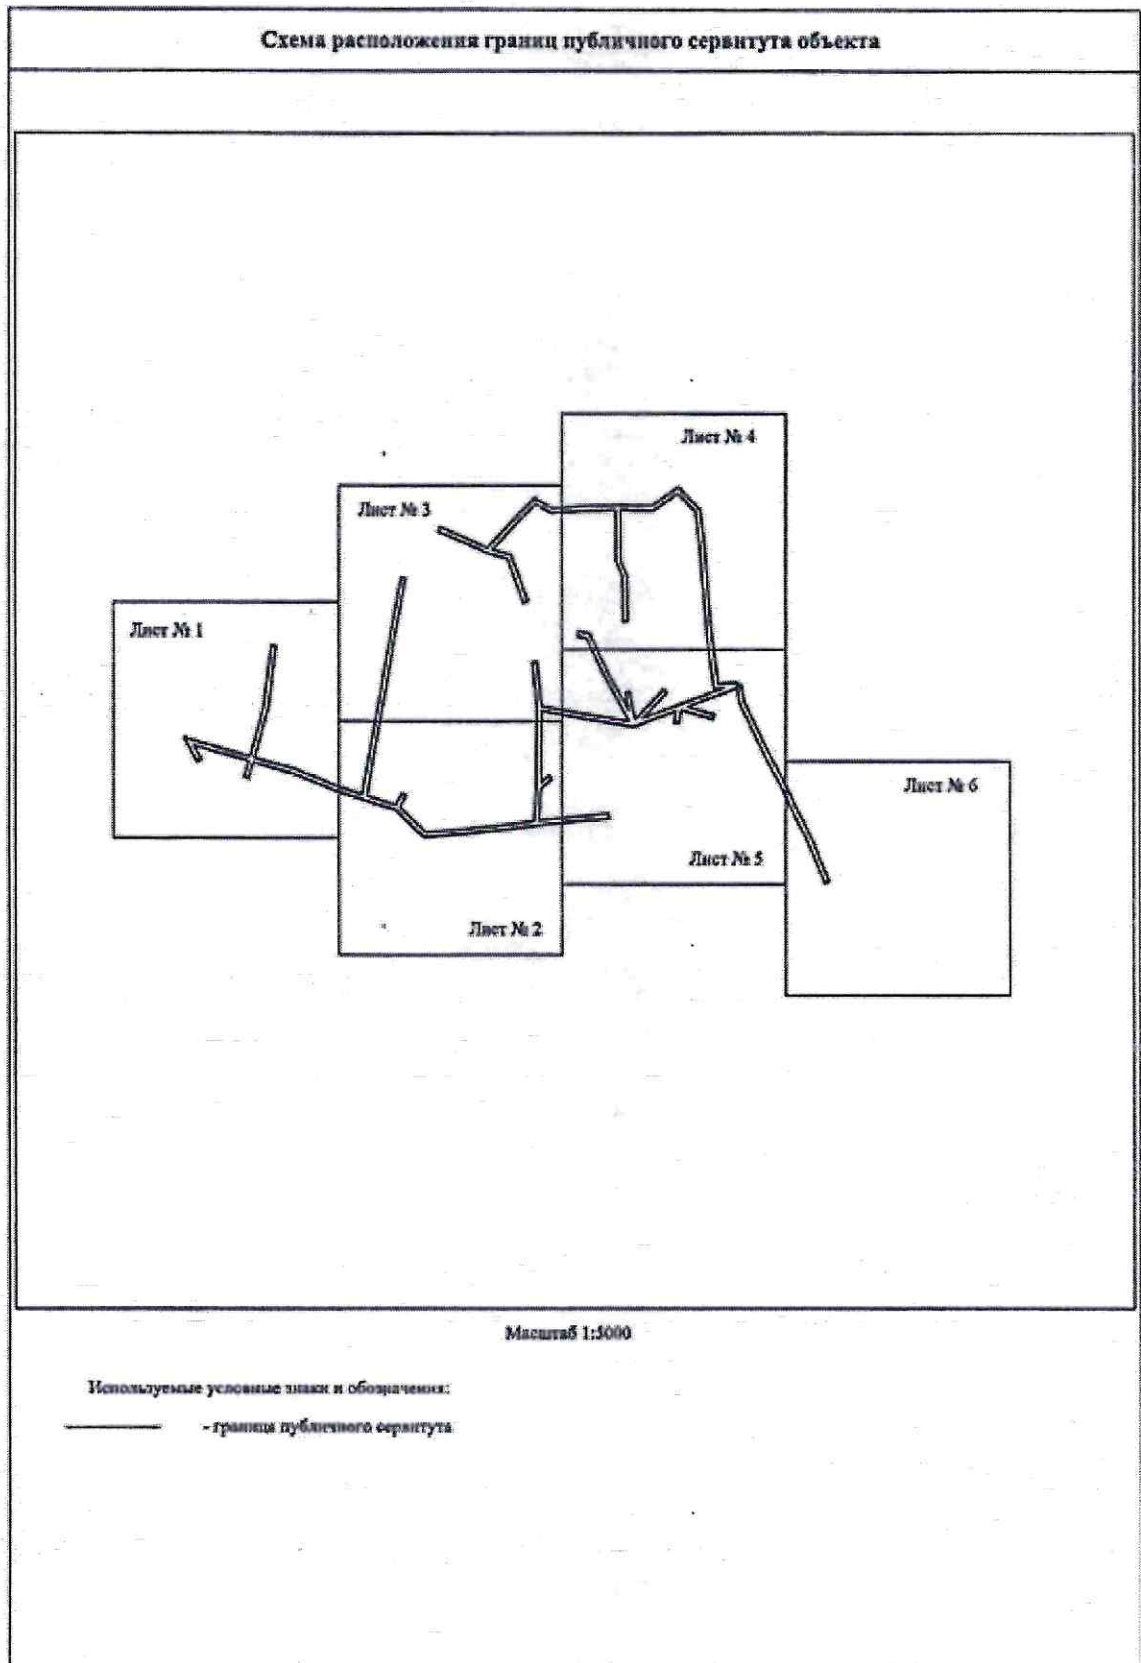 Схема расположения границ публичного сервитута объекта
Лист № 4
Лист № 3
Лист № 1
Лист № 6
Лист № 5
Лист № 2
Масштаб 1:5000
Используемые условные знаки и обозначения:
- граница публичного сервитута